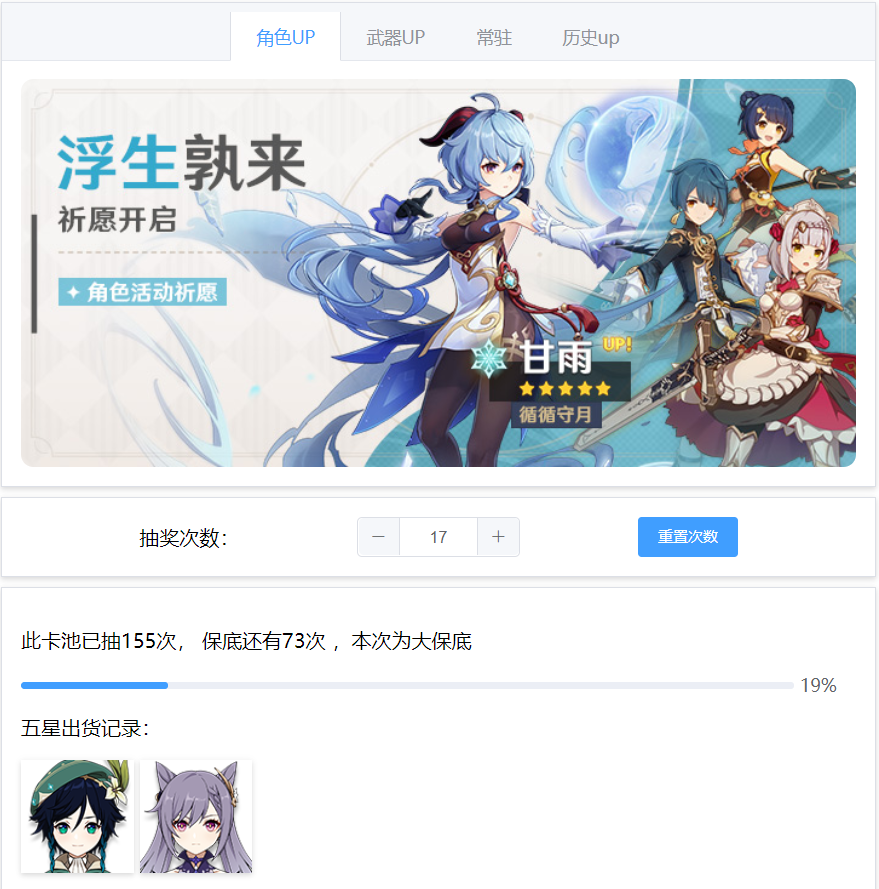 角色UP 武器UP 常驻 历史up
浮生孰来
祈愿开启
角色活动祈愿
甘雨 UP!
循循守月
抽奖次数: 17 重置次数
此卡池已抽155次， 保底还有73次 ，本次为大保底
19%
五星出货记录: